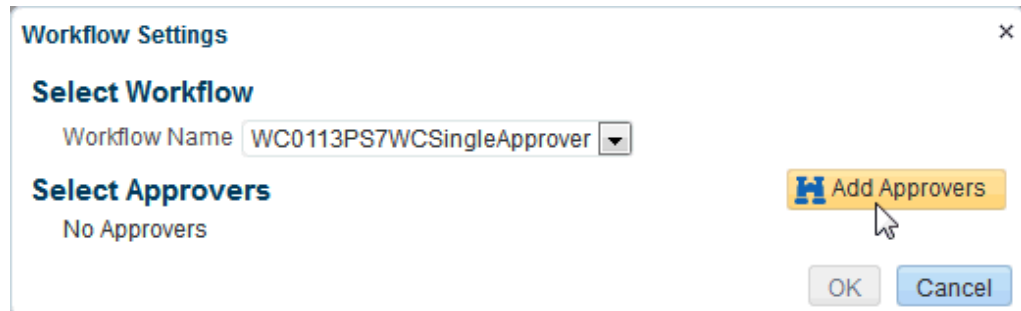 Workflow Settings
Select Workflow
Workflow Name WC0113PS7WCSingleApprover
Select Approvers
Add Approvers
No Approvers
OK Cancel